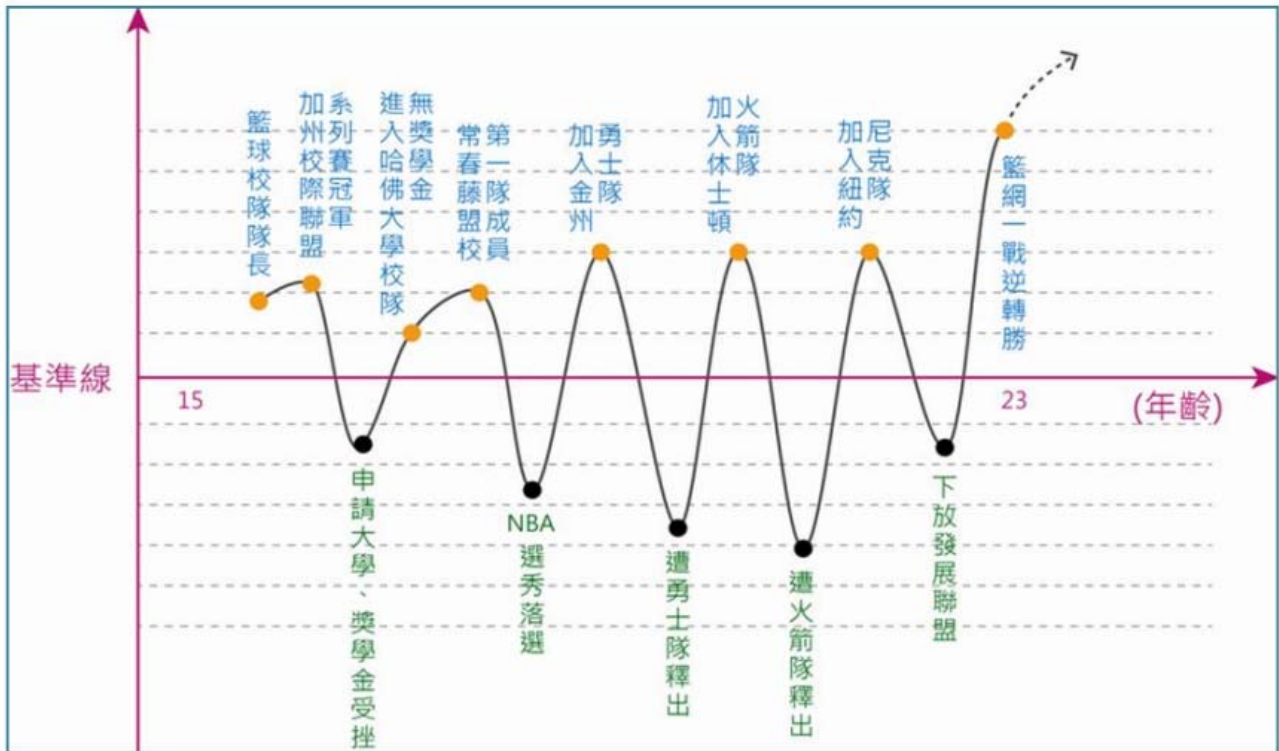 籃球校隊隊長
加州校際聯盟
系列賽冠軍
進入哈佛大學校隊
無獎學金
常春藤盟校
第一隊成員
加入金州
勇士隊
加入休士頓
火箭隊
加入紐約
尼克隊
籃網一戰逆轉勝
基準線
15
23
(年齡)
申請大學、獎學金受挫
NBA
選秀落選
遭勇士隊釋出
遭火箭隊釋出
下放發展聯盟